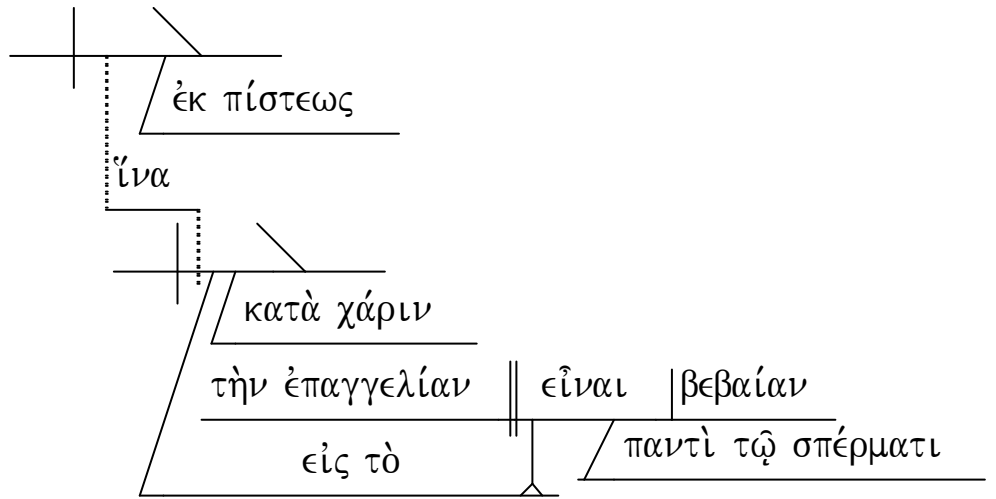 ἐκ πίστεως
ἵνα
κατὰ χάριν
τὴν ἐπαγγελίαν εἶναι βεβαίαν
εἰς τὸ παντὶ τῷ σπέρματι